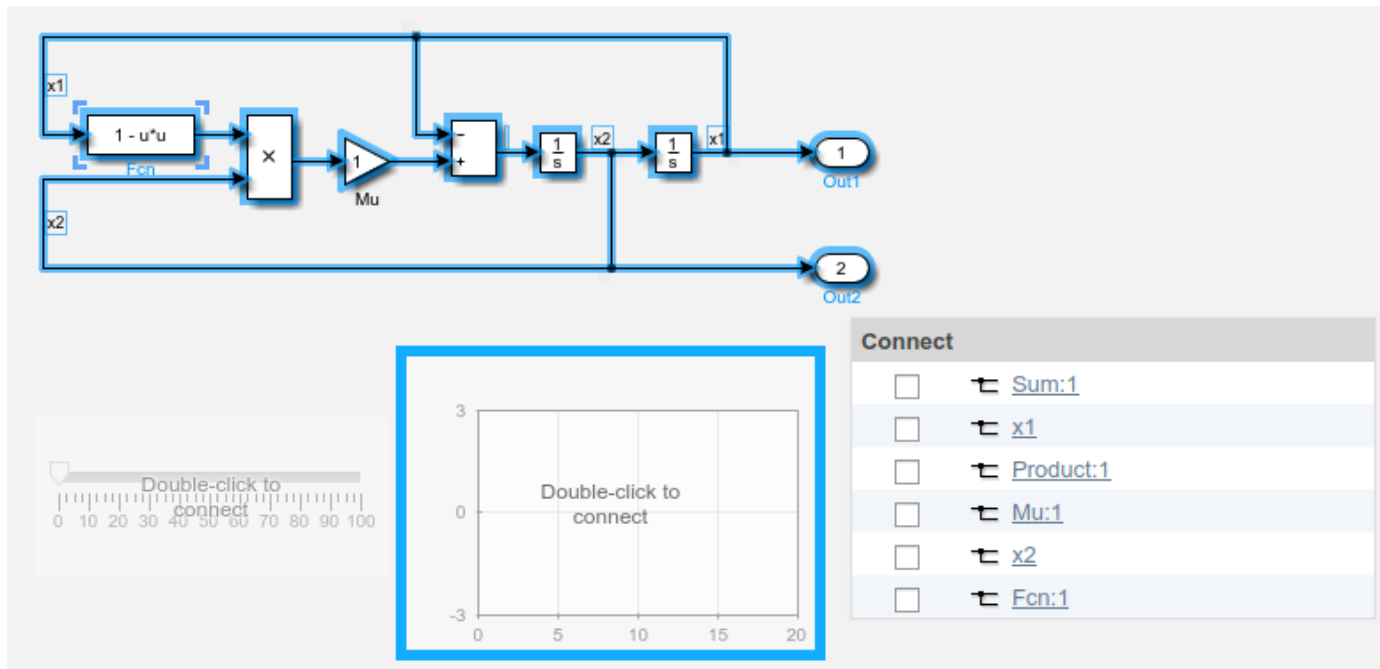 x1
1 - u*u
Fcn
×
1
Mu
−
+
1
s
x2
1
s
x1
1
Out1
x2
2
Out2
Connect
Sum:1
x1
Product:1
Mu:1
x2
Fcn:1
Double-click to
connect
0 10 20 30 40 50 60 70 80 90 100
3
Double-click to
connect
0
-3
0 5 10 15 20